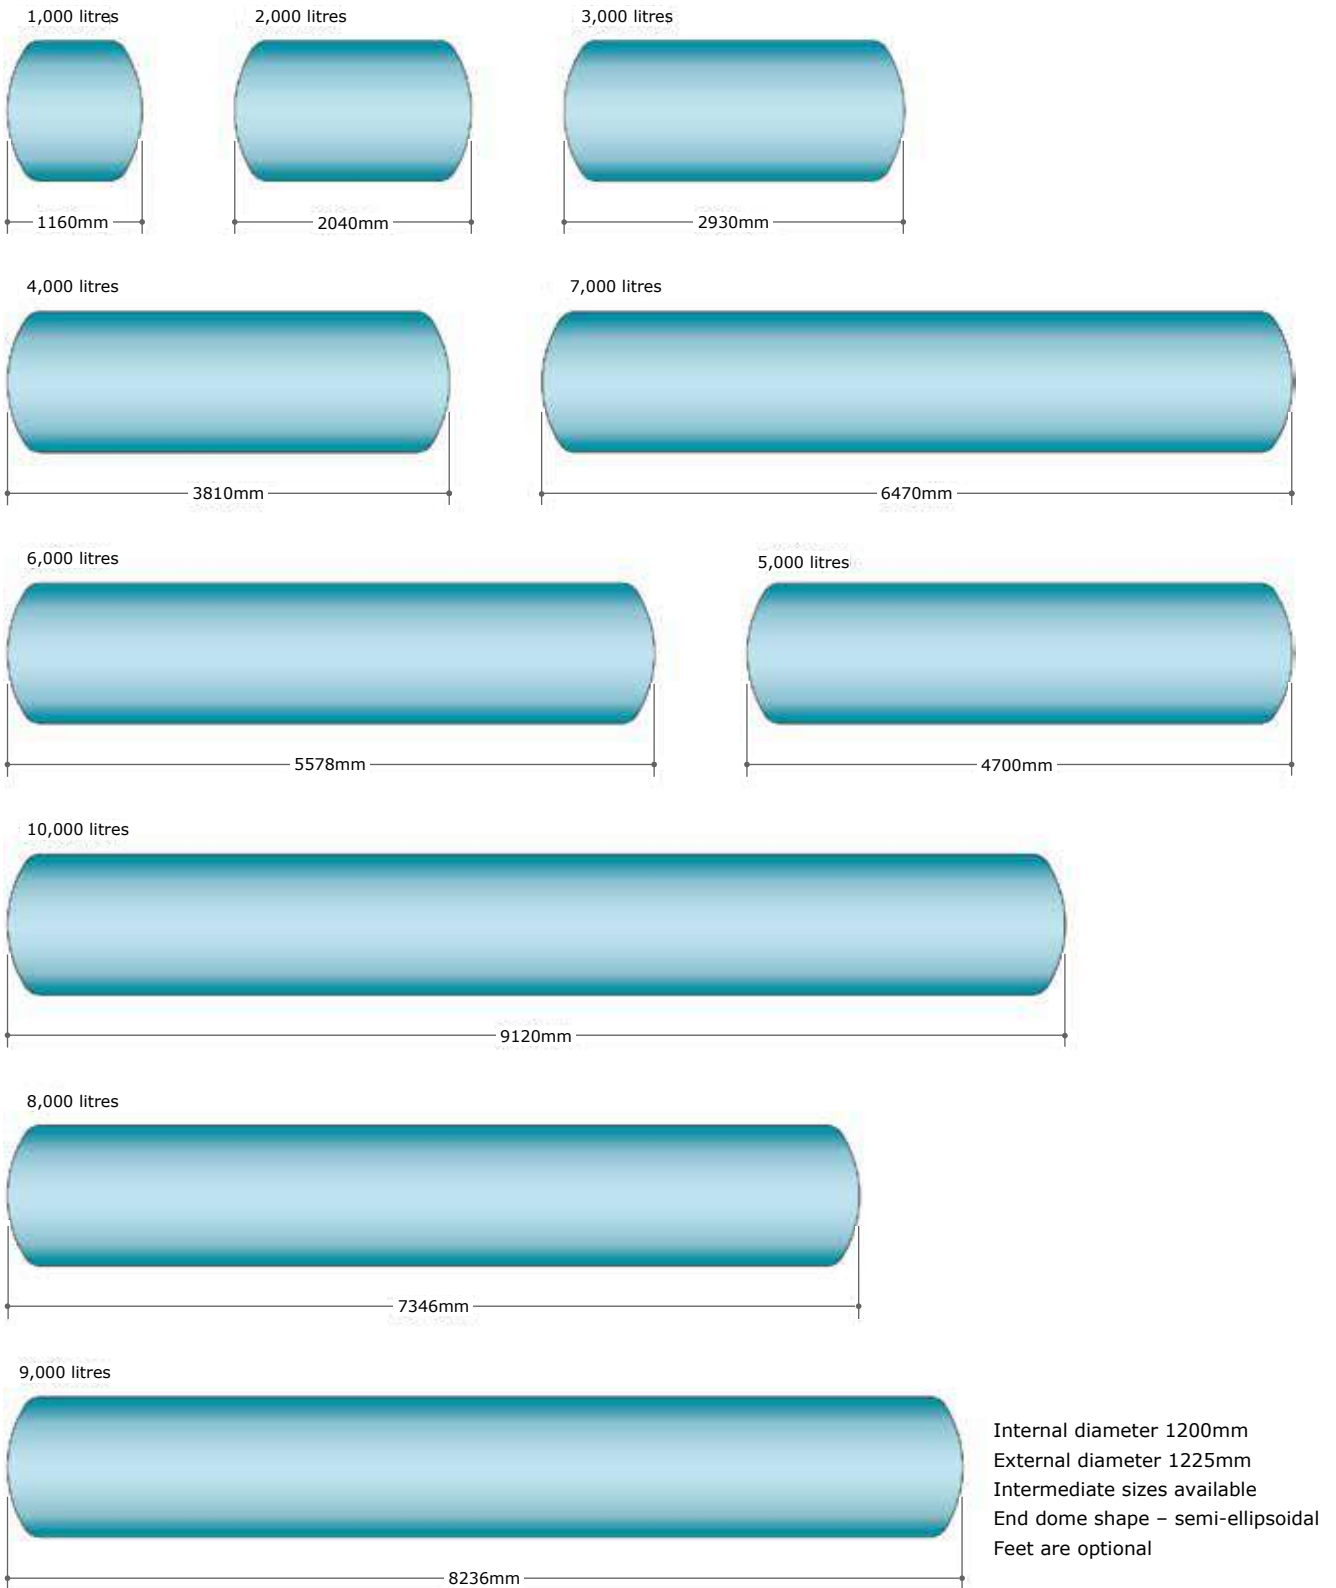 1,000 litres
2,000 litres
3,000 litres
1160mm
2040mm
2930mm
4,000 litres
7,000 litres
3810mm
6470mm
6,000 litres
5,000 litres
5578mm
4700mm
10,000 litres
9120mm
8,000 litres
7346mm
9,000 litres
Internal diameter 1200mm
External diameter 1225mm
Intermediate sizes available
End dome shape – semi-ellipsoidal
Feet are optional
8236mm